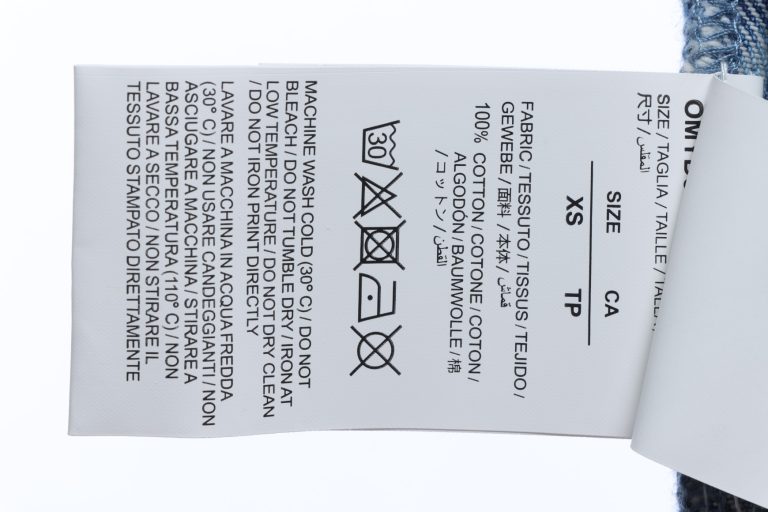 SIZE / TAGLIA / TAILLE /
尺寸 / المقاس /
SIZE CA
XS TP
FABRIC / TESSUTO / TISSUS / TEJIDO /
GEWEBE / 面料 / 本体 / قماش /
100% COTTON / COTONE / COTON /
ALGODÓN / BAUMWOLLE / 棉
/ コットン / القطن /
30
MACHINE WASH COLD (30° C) / DO NOT
BLEACH / DO NOT TUMBLE DRY / IRON AT
LOW TEMPERATURE / DO NOT DRY CLEAN
/ DO NOT IRON PRINT DIRECTLY
LAVARE A MACCHINA IN ACQUA FREDDA
(30° C) / NON USARE CANDEGGIANTI / NON
ASCIUGARE A MACCHINA / STIRARE A
BASSA TEMPERATURA (110° C) / NON
LAVARE A SECCO / NON STIRARE IL
TESSUTO STAMPATO DIRETTAMENTE